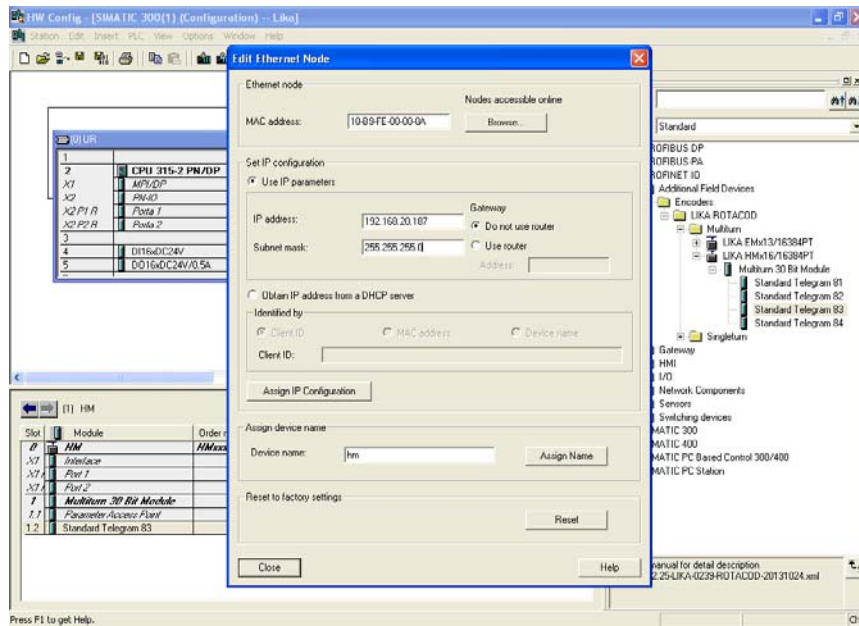 HW Config - [SIMATIC 300(1) (Configuration) -- Lika]
Station Edit Insert PLC View Options Window Help
Edit Ethernet Node
Ethernet node
Nodes accessible online
MAC address:
Browse...
Set IP configuration
Use IP parameters
IP address:
192.168.20.187
Gateway
Do not use router
Subnet mask:
255.255.255.0
Use router
Address:
Obtain IP address from a DHCP server
Identified by
Client ID
MAC address
Device name
Client ID:
Assign IP Configuration
Assign device name
Device name:
hm
Assign Name
Reset to factory settings
Reset
Close
Help
(0) UR
1
2 CPU 315-2 PN/DP
X1 MPI/DP
X2 PN-IO
X2 P1 R Porta 1
X2 P2 R Porta 2
3
4 DI16xDC24V
5 DO16xDC24V/0.5A
(1) HM
Slot Module Order
0 HM HMxxx
X1 Interface
X1 Port 1
X1 Port 2
1 Multiturn 30 Bit Module
1.1 Parameter Access Point
1.2 Standard Telegram 83
Standard
ROFIBUS DP
ROFIBUS-PA
ROFINET IO
Additional Field Devices
Encoders
LIKA ROTACOD
Multiturn
LIKA EMx13/16384PT
LIKA HMx16/16384PT
Multiturn 30 Bit Module
Standard Telegram 81
Standard Telegram 82
Standard Telegram 83
Standard Telegram 84
Singleturn
Gateway
HMI
I/O
Network Components
Sensors
Switching devices
MATIC 300
MATIC 400
MATIC PC Based Control 300/400
MATIC PC Station
manual for detail description
2.25-LIKA-0239-ROTACOD-20131024.xml
Press F1 to get Help.
Ch